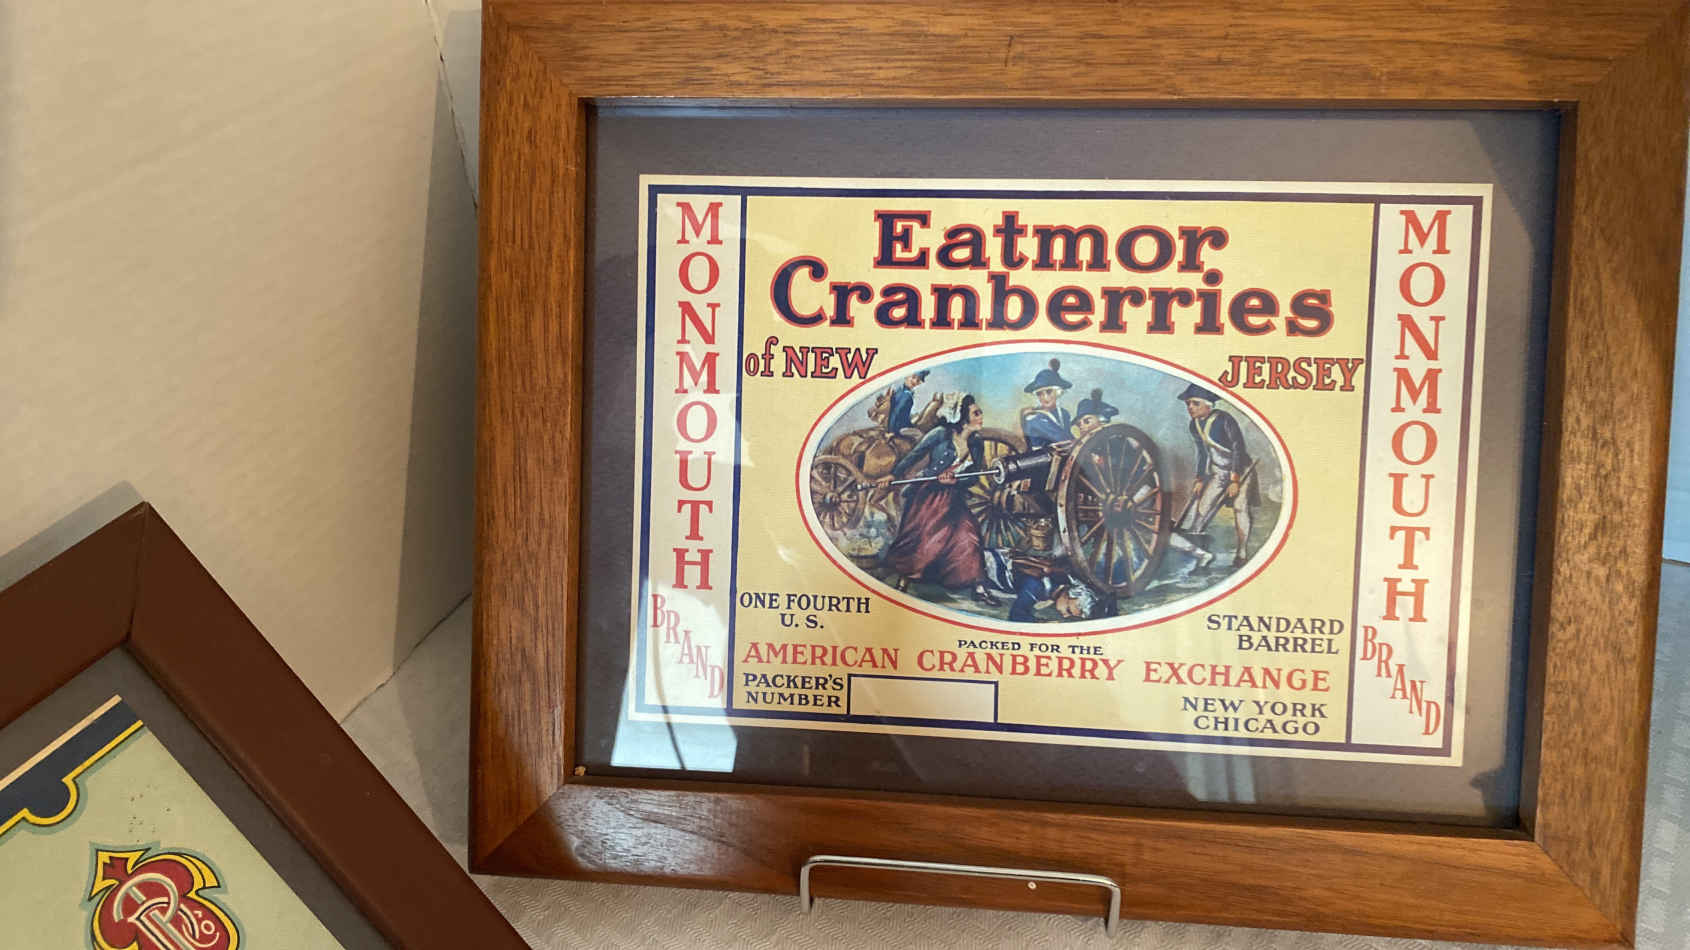 MONMOUTH
BRAND
Eatmor
Cranberries
of NEW JERSEY
ONE FOURTH
U. S.
STANDARD
BARREL
PACKED FOR THE
AMERICAN CRANBERRY EXCHANGE
PACKER'S
NUMBER
NEW YORK
CHICAGO
MONMOUTH
BRAND